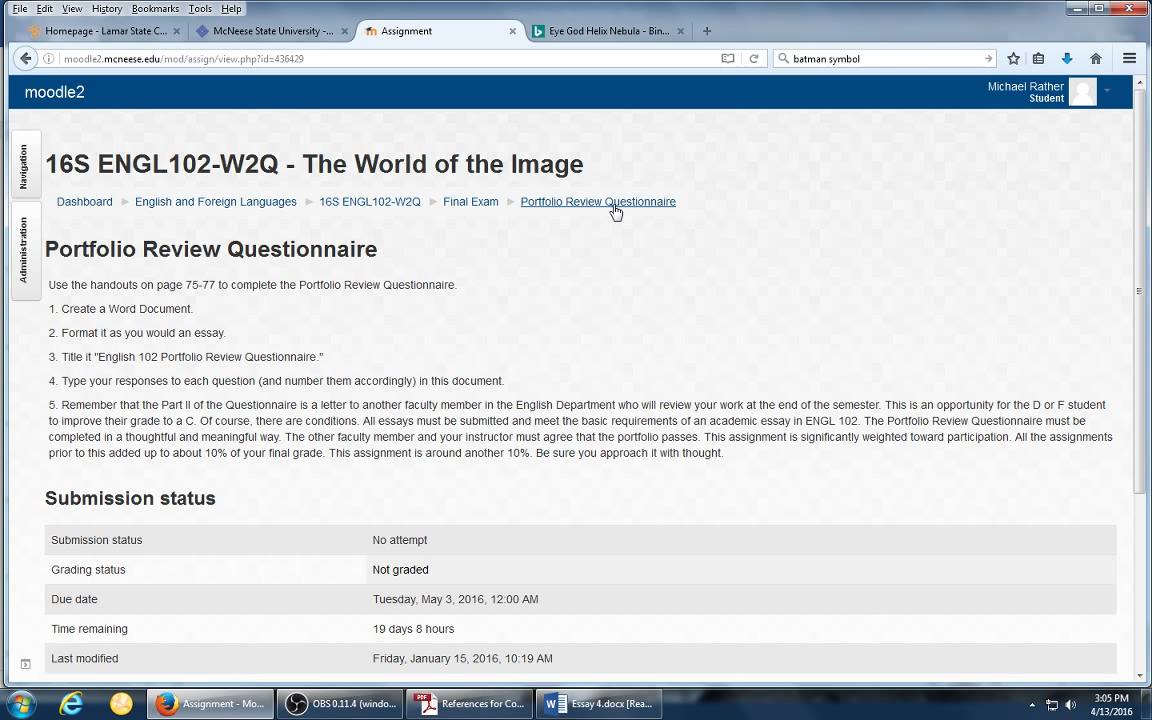 File Edit View History Bookmarks Tools Help
Homepage - Lamar State C... McNeese State University -... Assignment Eye God Helix Nebula - Bin...
moodle2.mcneese.edu/mod/assign/view.php?id=436429 batman symbol
moodle2 Michael Rather
Student
Navigation
Administration
16S ENGL102-W2Q - The World of the Image
Dashboard English and Foreign Languages 16S ENGL102-W2Q Final Exam Portfolio Review Questionnaire
Portfolio Review Questionnaire
Use the handouts on page 75-77 to complete the Portfolio Review Questionnaire.
1. Create a Word Document.
2. Format it as you would an essay.
3. Title it "English 102 Portfolio Review Questionnaire."
4. Type your responses to each question (and number them accordingly) in this document.
5. Remember that the Part II of the Questionnaire is a letter to another faculty member in the English Department who will review your work at the end of the semester. This is an opportunity for the D or F student
to improve their grade to a C. Of course, there are conditions. All essays must be submitted and meet the basic requirements of an academic essay in ENGL 102. The Portfolio Review Questionnaire must be
completed in a thoughtful and meaningful way. The other faculty member and your instructor must agree that the portfolio passes. This assignment is significantly weighted toward participation. All the assignments
prior to this added up to about 10% of your final grade. This assignment is around another 10%. Be sure you approach it with thought.
Submission status
Submission status No attempt
Grading status Not graded
Due date Tuesday, May 3, 2016, 12:00 AM
Time remaining 19 days 8 hours
Last modified Friday, January 15, 2016, 10:19 AM
Assignment - Mo... OBS 0.11.4 (windo... PDF References for Co... Essay 4.docx [Rea... 3:05 PM
4/13/2016